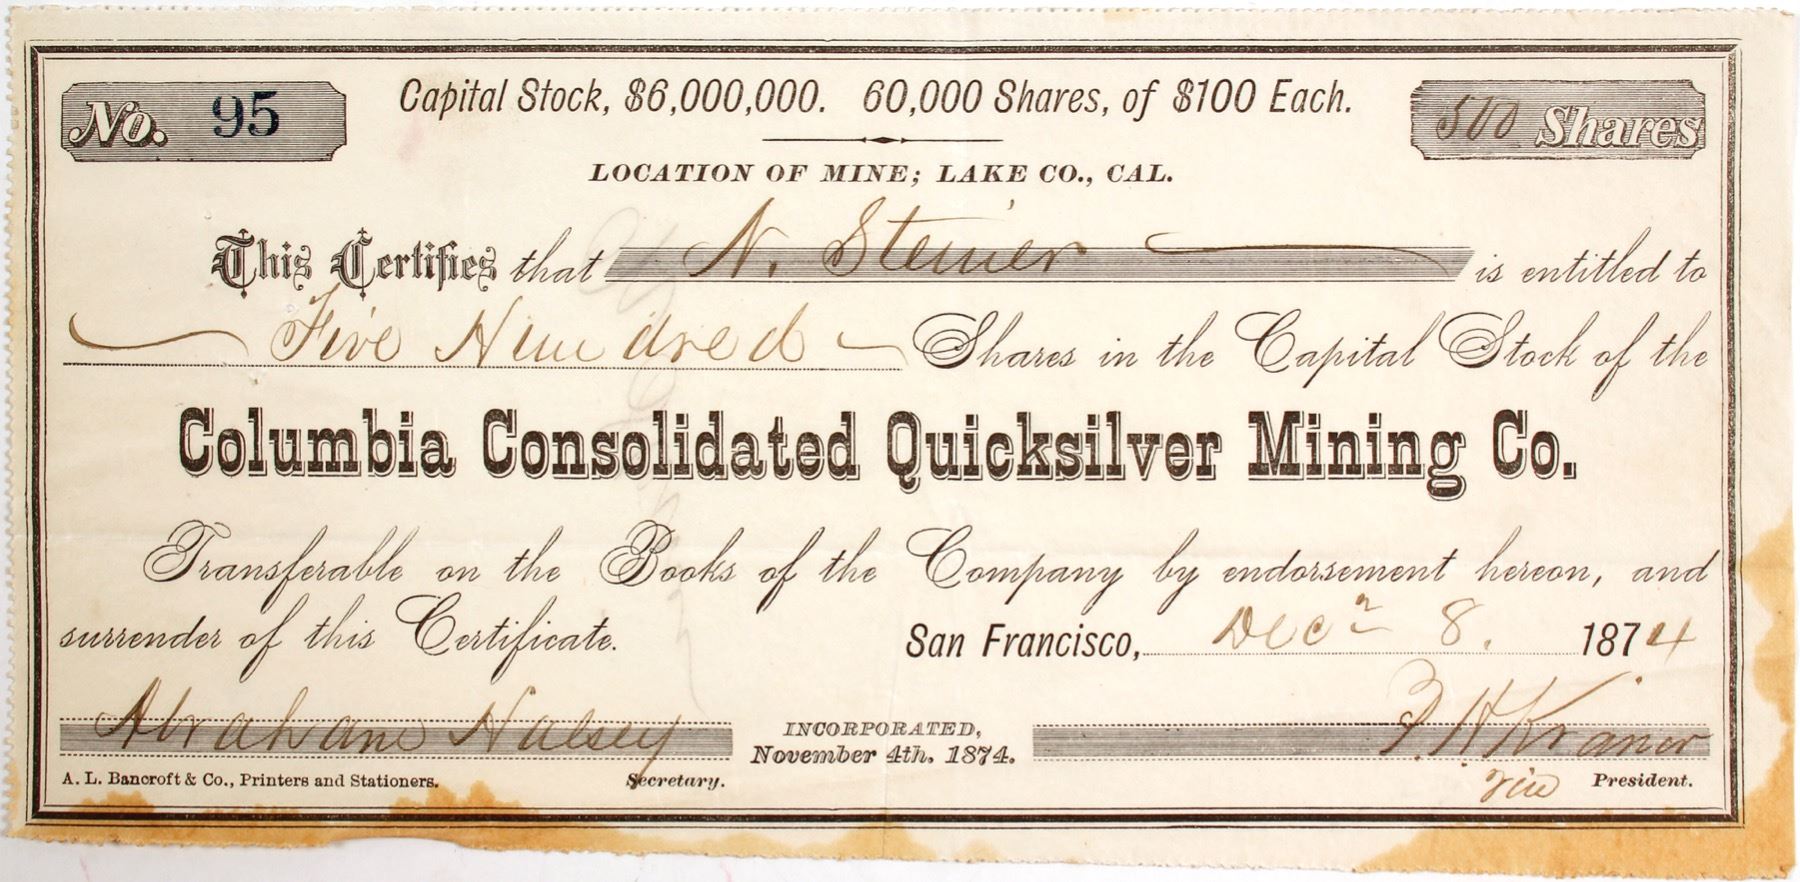 No. 95
Capital Stock, $6,000,000. 60,000 Shares, of $100 Each.
500 Shares
LOCATION OF MINE; LAKE CO., CAL.
This Certifies that N. Steiner is entitled to
Five Hundred Shares in the Capital Stock of the
Columbia Consolidated Quicksilver Mining Co.
Transferable on the Books of the Company by endorsement hereon, and
surrender of this Certificate. San Francisco, Decr 8. 1874
Abraham Halsey
INCORPORATED,
November 4th, 1874.
A. L. Bancroft & Co., Printers and Stationers.
Secretary.
Vice President.